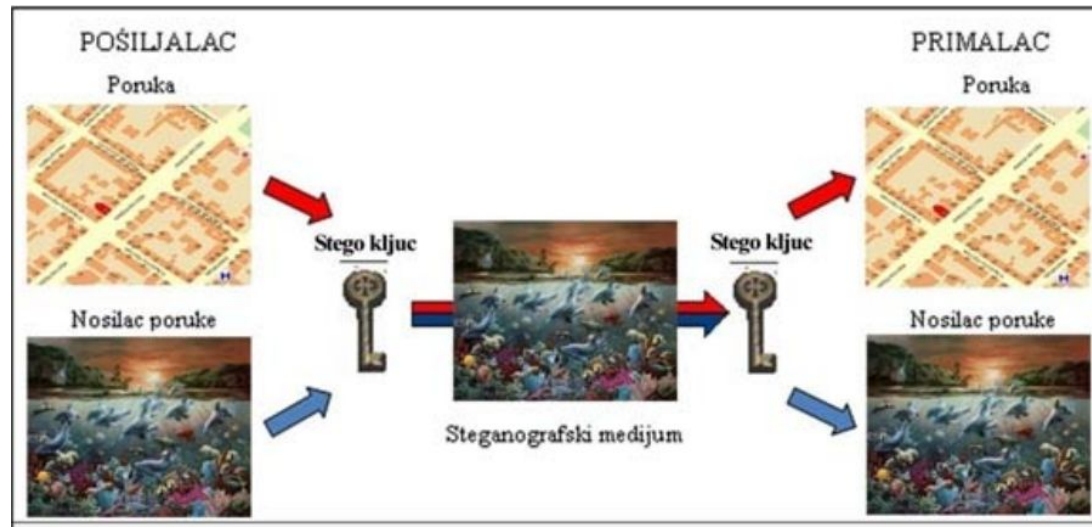 POŠILJALAC
Poruka
Nosilac poruke
Stego kljuc
Steganografski medijum
Stego kljuc
PRIMALAC
Poruka
Nosilac poruke
H
H